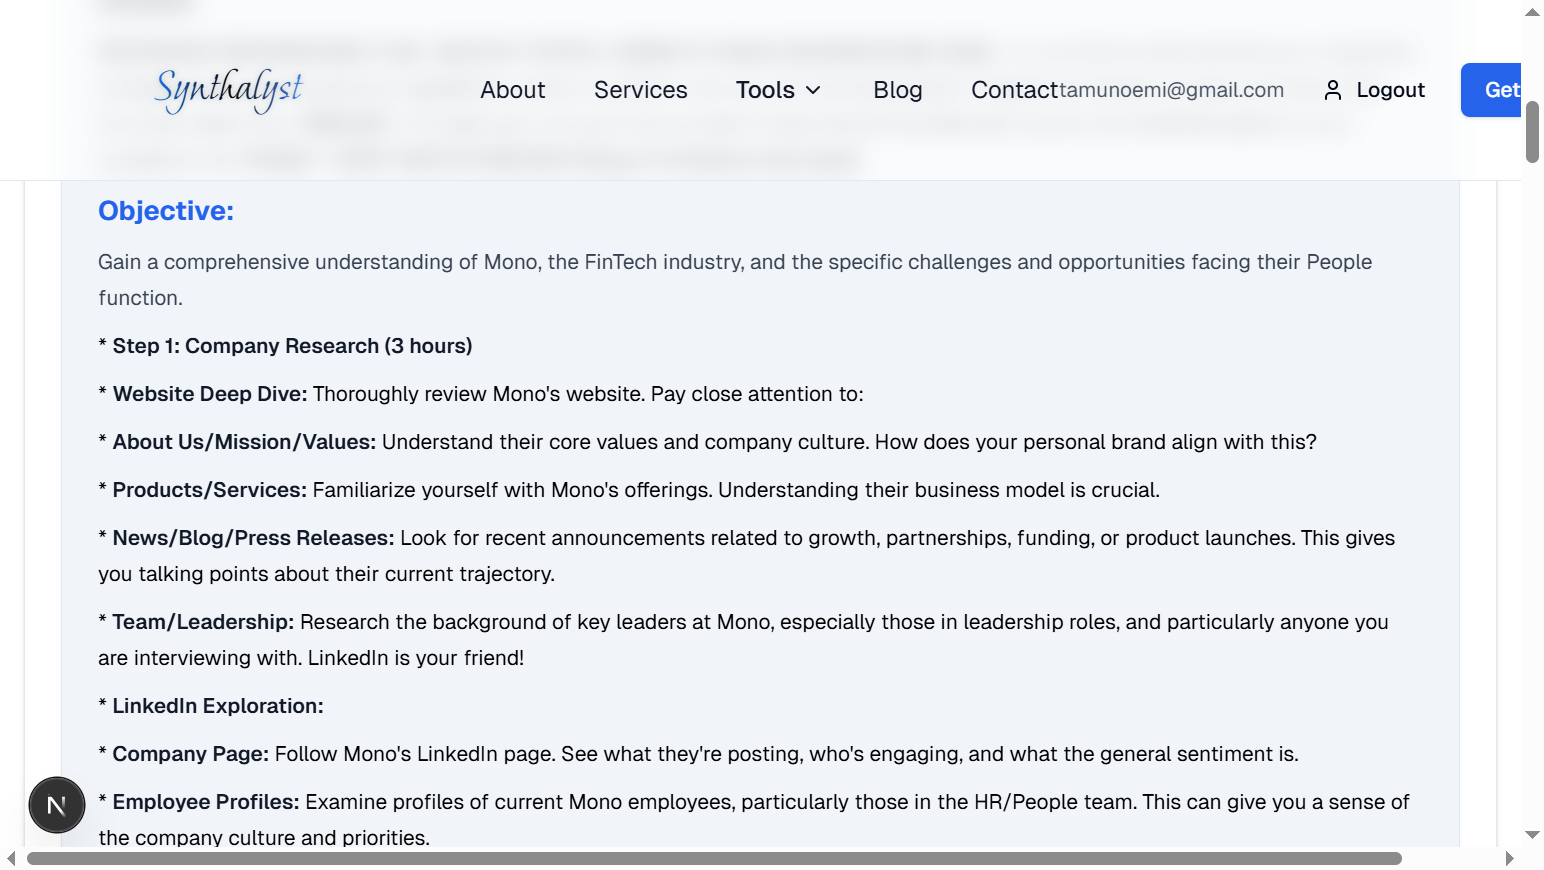 Synthalyst
About
Services
Tools
Blog
Contact
tamunoemi@gmail.com
Logout
Get
Objective:
Gain a comprehensive understanding of Mono, the FinTech industry, and the specific challenges and opportunities facing their People
function.
* Step 1: Company Research (3 hours)
* Website Deep Dive: Thoroughly review Mono's website. Pay close attention to:
* About Us/Mission/Values: Understand their core values and company culture. How does your personal brand align with this?
* Products/Services: Familiarize yourself with Mono's offerings. Understanding their business model is crucial.
* News/Blog/Press Releases: Look for recent announcements related to growth, partnerships, funding, or product launches. This gives
you talking points about their current trajectory.
* Team/Leadership: Research the background of key leaders at Mono, especially those in leadership roles, and particularly anyone you
are interviewing with. LinkedIn is your friend!
* LinkedIn Exploration:
* Company Page: Follow Mono's LinkedIn page. See what they're posting, who's engaging, and what the general sentiment is.
* Employee Profiles: Examine profiles of current Mono employees, particularly those in the HR/People team. This can give you a sense of
the company culture and priorities.
N